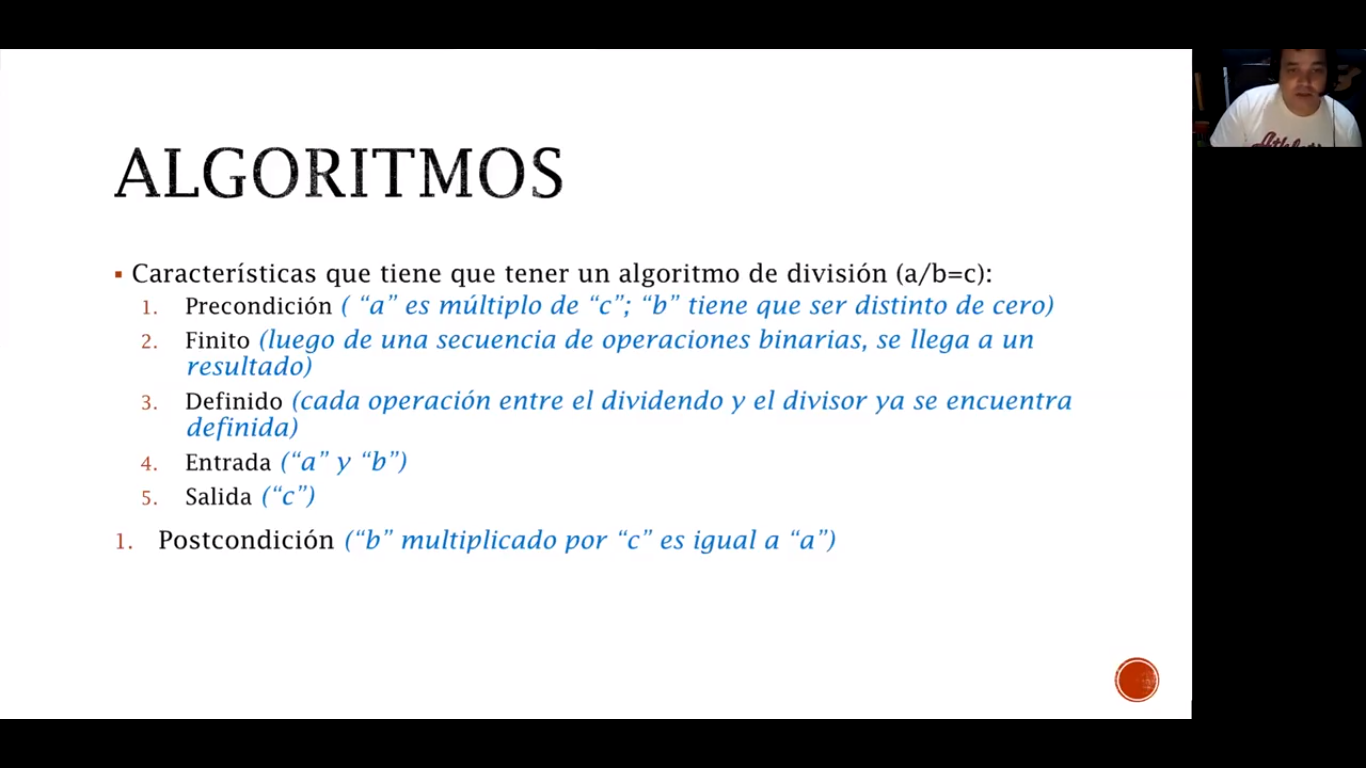 ALGORITMOS
▪ Características que tiene que tener un algoritmo de división (a/b=c):
1. Precondición ( “a” es múltiplo de “c”; “b” tiene que ser distinto de cero)
2. Finito (luego de una secuencia de operaciones binarias, se llega a un
resultado)
3. Definido (cada operación entre el dividendo y el divisor ya se encuentra
definida)
4. Entrada (“a” y “b”)
5. Salida (“c”)
1. Postcondición (“b” multiplicado por “c” es igual a “a”)